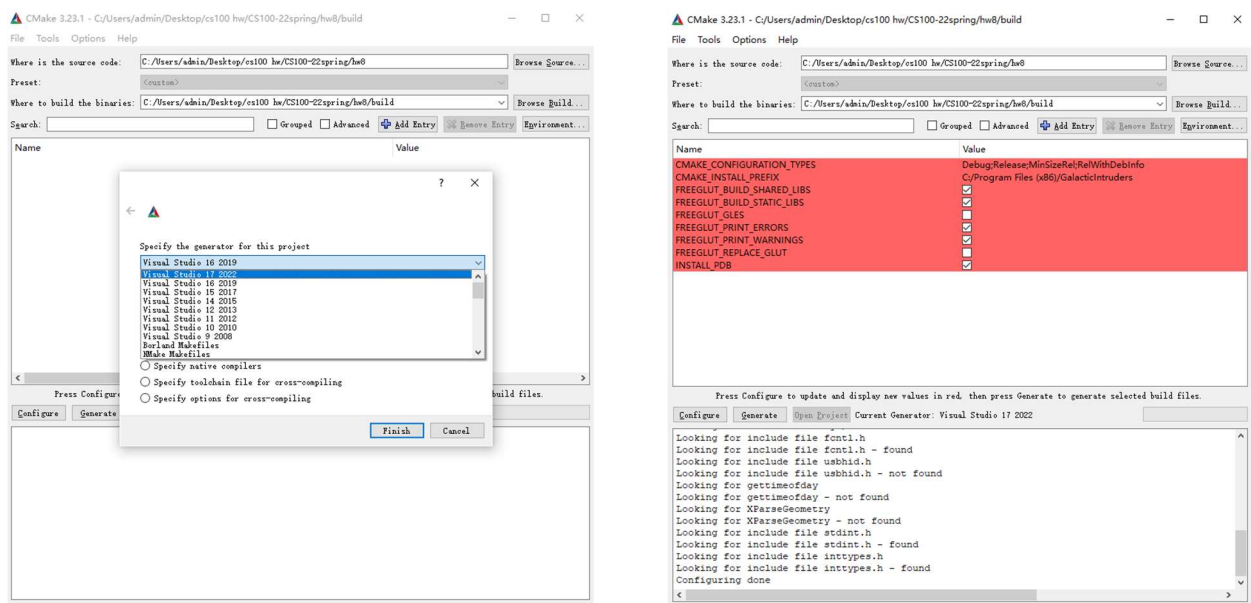 CMake 3.23.1 - C:/Users/admin/Desktop/cs100 hw/CS100-22spring/hw8/build
File Tools Options Help
Where is the source code: C:/Users/admin/Desktop/cs100 hw/CS100-22spring/hw8 Browse Source...
Preset: <custom>
Where to build the binaries: C:/Users/admin/Desktop/cs100 hw/CS100-22spring/hw8/build Browse Build...
Search: Grouped Advanced Add Entry Remove Entry Environment...
Name Value
?
Specify the generator for this project
Visual Studio 16 2019
Visual Studio 17 2022
Visual Studio 16 2019
Visual Studio 15 2017
Visual Studio 14 2015
Visual Studio 12 2013
Visual Studio 11 2012
Visual Studio 10 2010
Visual Studio 9 2008
Borland Makefiles
NMake Makefiles
Specify native compilers
Specify toolchain file for cross-compiling
Specify options for cross-compiling
Press Configure
build files.
Configure Generate
Finish Cancel
CMake 3.23.1 - C:/Users/admin/Desktop/cs100 hw/CS100-22spring/hw8/build
File Tools Options Help
Where is the source code: C:/Users/admin/Desktop/cs100 hw/CS100-22spring/hw8 Browse Source...
Preset: <custom>
Where to build the binaries: C:/Users/admin/Desktop/cs100 hw/CS100-22spring/hw8/build Browse Build...
Search: Grouped Advanced Add Entry Remove Entry Environment...
Name Value
CMAKE_CONFIGURATION_TYPES Debug;Release;MinSizeRel;RelWithDebInfo
CMAKE_INSTALL_PREFIX C:/Program Files (x86)/GalacticIntruders
FREEGLUT_BUILD_SHARED_LIBS
FREEGLUT_BUILD_STATIC_LIBS
FREEGLUT_GLES
FREEGLUT_PRINT_ERRORS
FREEGLUT_PRINT_WARNINGS
FREEGLUT_REPLACE_GLUT
INSTALL_PDB
Press Configure to update and display new values in red, then press Generate to generate selected build files.
Configure Generate Open Project Current Generator: Visual Studio 17 2022
Looking for include file fcntl.h
Looking for include file fcntl.h - found
Looking for include file usbhid.h
Looking for include file usbhid.h - not found
Looking for gettimeofday
Looking for gettimeofday - not found
Looking for XParseGeometry
Looking for XParseGeometry - not found
Looking for include file stdint.h
Looking for include file stdint.h - found
Looking for include file inttypes.h
Looking for include file inttypes.h - found
Configuring done